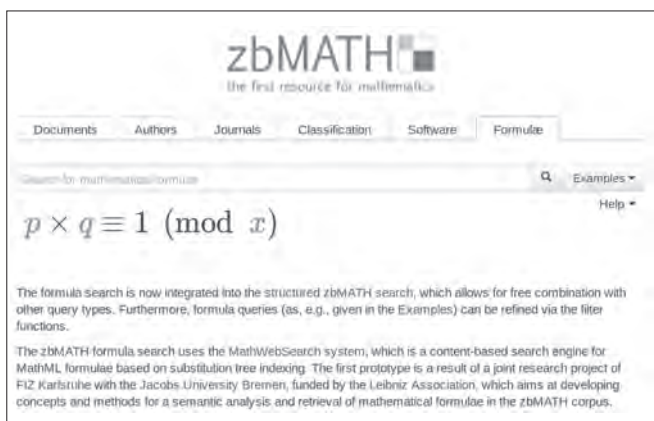 zbMATH
the first resource for mathematics
Documents Authors Journals Classification Software Formulæ
Search for mathematical formulae Examples
Help
p × q ≡ 1 (mod x)
The formula search is now integrated into the structured zbMATH search, which allows for free combination with
other query types. Furthermore, formula queries (as, e.g., given in the Examples) can be refined via the filter
functions.
The zbMATH formula search uses the MathWebSearch system, which is a content-based search engine for
MathML formulae based on substitution tree indexing. The first prototype is a result of a joint research project of
FIZ Karlsruhe with the Jacobs University Bremen, funded by the Leibniz Association, which aims at developing
concepts and methods for a semantic analysis and retrieval of mathematical formulae in the zbMATH corpus.